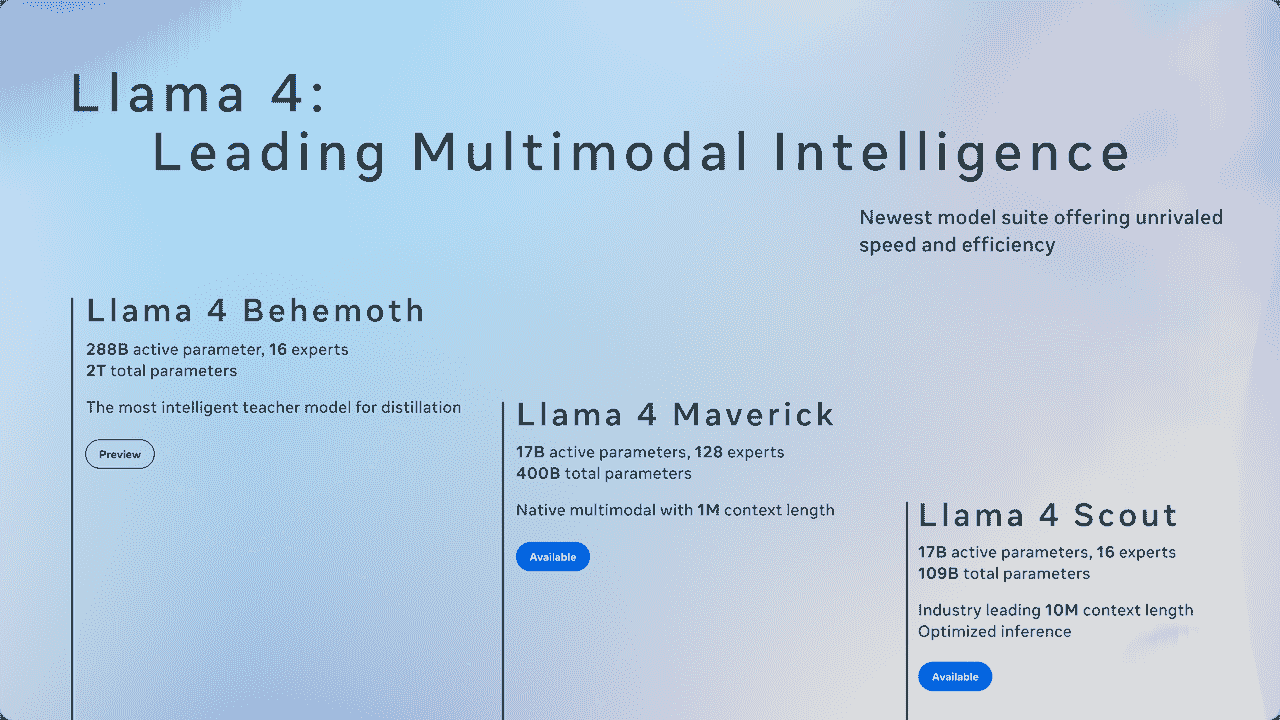 Llama 4:
Leading Multimodal Intelligence
Newest model suite offering unrivaled
speed and efficiency
Llama 4 Behemoth
288B active parameter, 16 experts
2T total parameters
The most intelligent teacher model for distillation
Preview
Llama 4 Maverick
17B active parameters, 128 experts
400B total parameters
Native multimodal with 1M context length
Available
Llama 4 Scout
17B active parameters, 16 experts
109B total parameters
Industry leading 10M context length
Optimized inference
Available